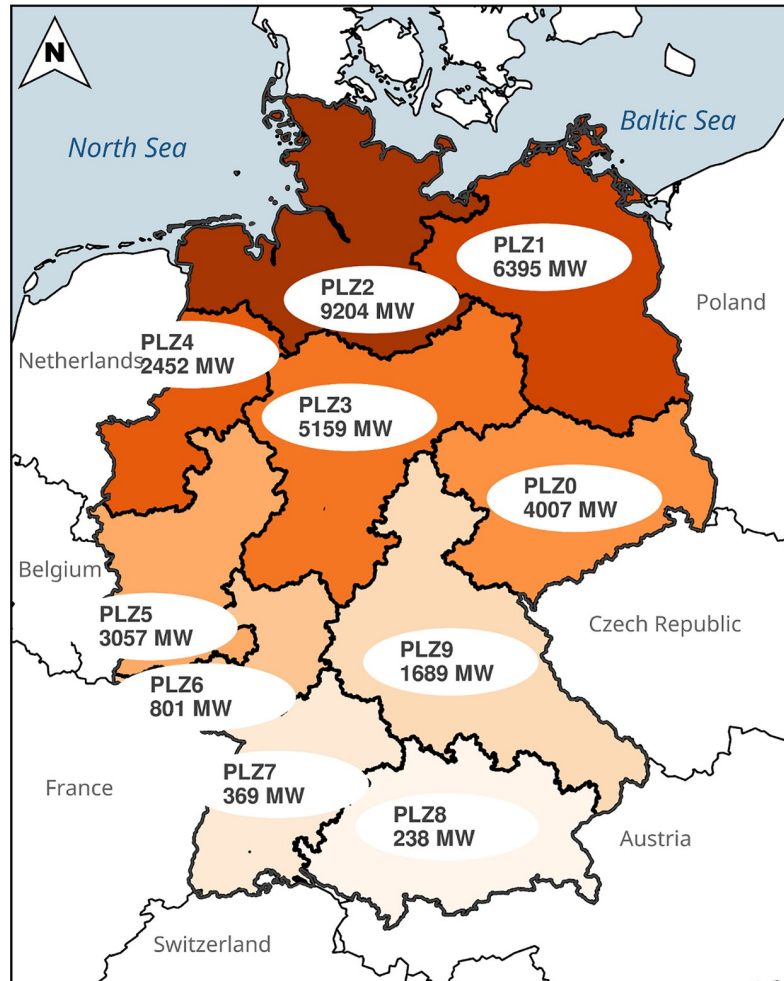 N
North Sea
Baltic Sea
PLZ1
6395 MW
PLZ2
9204 MW
Poland
PLZ4
Netherlands
2452 MW
PLZ3
5159 MW
PLZ0
4007 MW
Belgium
PLZ5
3057 MW
Czech Republic
PLZ9
1689 MW
PLZ6
801 MW
PLZ7
369 MW
France
PLZ8
238 MW
Austria
Switzerland